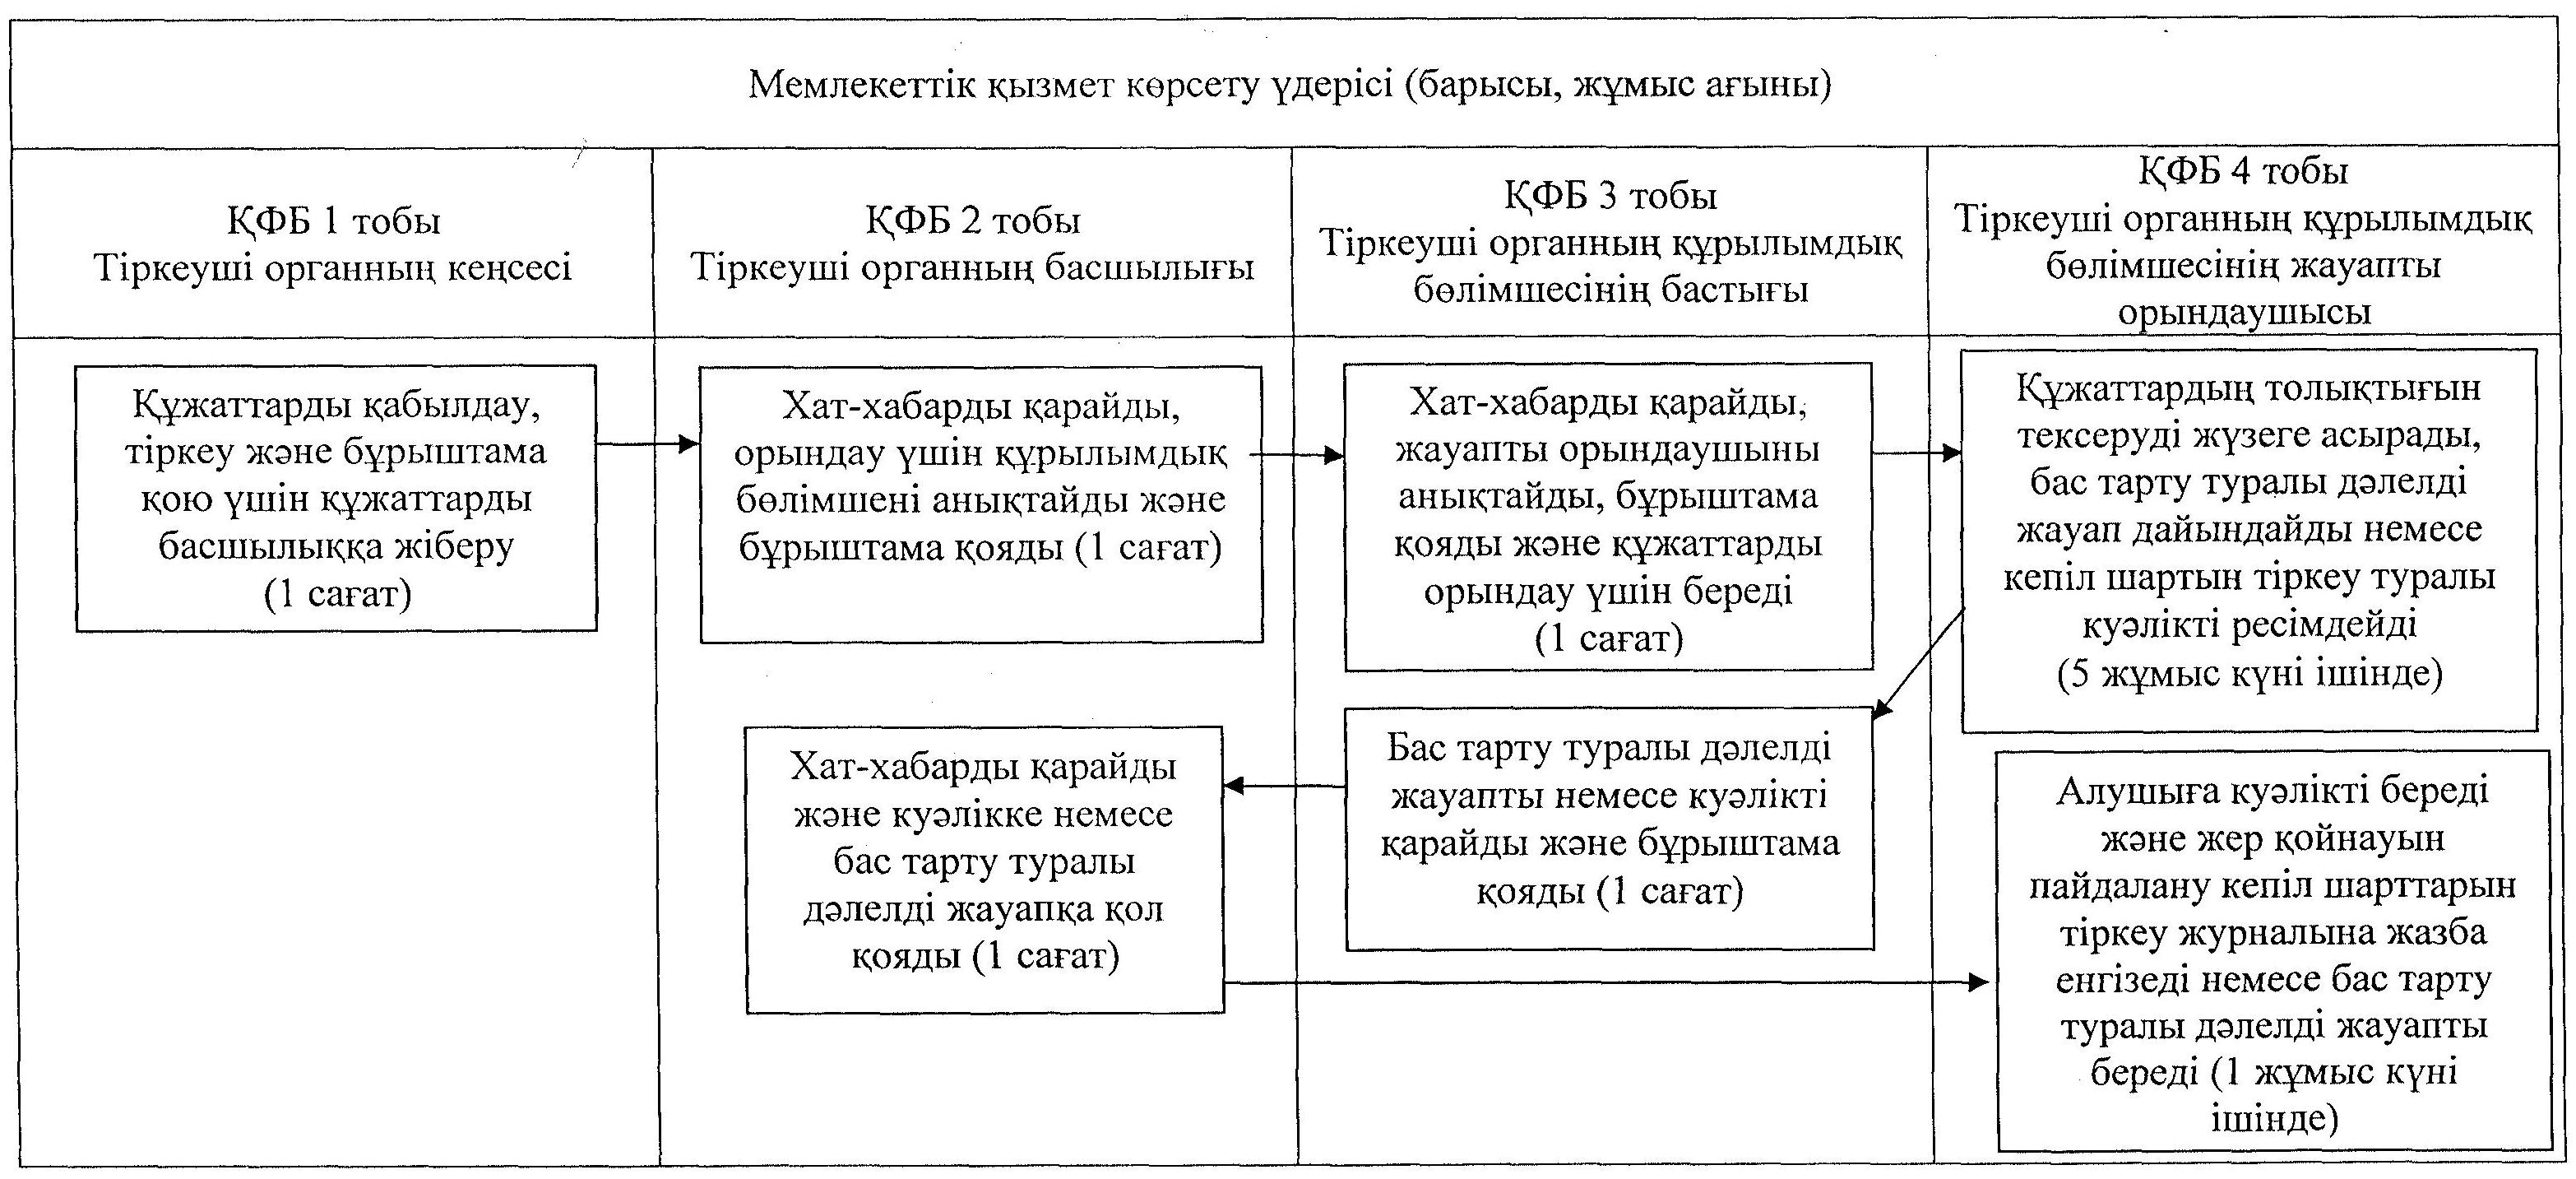 Мемлекеттік қызмет көрсету үдерісі (барысы, жұмыс ағыны)
ҚФБ 1 тобы
Тіркеуші органның кеңсесі
ҚФБ 2 тобы
Тіркеуші органның басшылығы
ҚФБ 3 тобы
Тіркеуші органның құрылымдық
бөлімшесінің бастығы
ҚФБ 4 тобы
Тіркеуші органның құрылымдық
бөлімшесінің жауапты
орындаушысы
Құжаттарды қабылдау,
тіркеу және бұрыштама
қою үшін құжаттарды
басшылыққа жіберу
(1 сағат)
Хат-хабарды қарайды,
орындау үшін құрылымдық
бөлімшені анықтайды және
бұрыштама қояды (1 сағат)
Хат-хабарды қарайды,
жауапты орындаушыны
анықтайды, бұрыштама
қояды және құжаттарды
орындау үшін береді
(1 сағат)
Құжаттардың толықтығын
тексеруді жүзеге асырады,
бас тарту туралы дәлелді
жауап дайындайды немесе
кепіл шартын тіркеу туралы
куәлікті ресімдейді
(5 жұмыс күні ішінде)
Хат-хабарды қарайды
және куәлікке немесе
бас тарту туралы
дәлелді жауапқа қол
қояды (1 сағат)
Бас тарту туралы дәлелді
жауапты немесе куәлікті
қарайды және бұрыштама
қояды (1 сағат)
Алушыға куәлікті береді
және жер қойнауын
пайдалану кепіл шарттарын
тіркеу журналына жазба
енгізеді немесе бас тарту
туралы дәлелді жауапты
береді (1 жұмыс күні
ішінде)